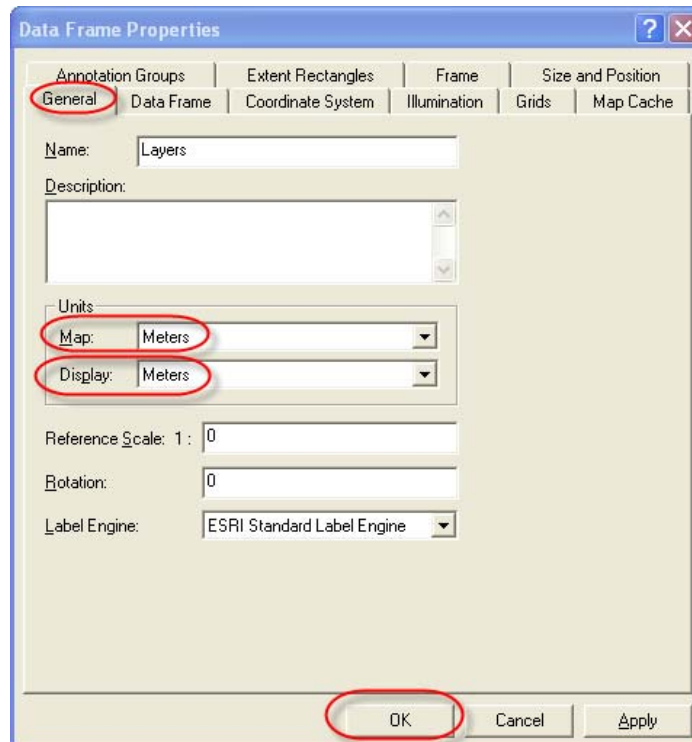 Data Frame Properties
Annotation Groups Extent Rectangles Frame Size and Position
General Data Frame Coordinate System Illumination Grids Map Cache
Name: Layers
Description:
Units
Map: Meters
Display: Meters
Reference Scale: 1 : 0
Rotation: 0
Label Engine: ESRI Standard Label Engine
OK Cancel Apply